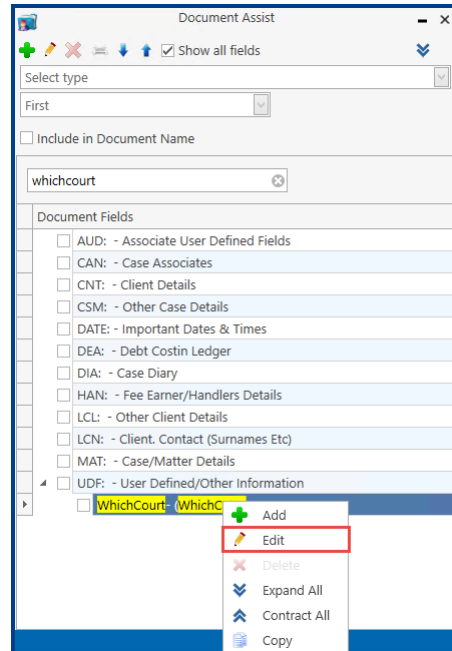 Document Assist
Show all fields
Select type
First
Include in Document Name
whichcourt
Document Fields
AUD: - Associate User Defined Fields
CAN: - Case Associates
CNT: - Client Details
CSM: - Other Case Details
DATE: - Important Dates & Times
DEA: - Debt Costin Ledger
DIA: - Case Diary
HAN: - Fee Earner/Handlers Details
LCL: - Other Client Details
LCN: - Client. Contact (Surnames Etc)
MAT: - Case/Matter Details
UDF: - User Defined/Other Information
WhichCourt- (WhichC
Add
Edit
Delete
Expand All
Contract All
Copy